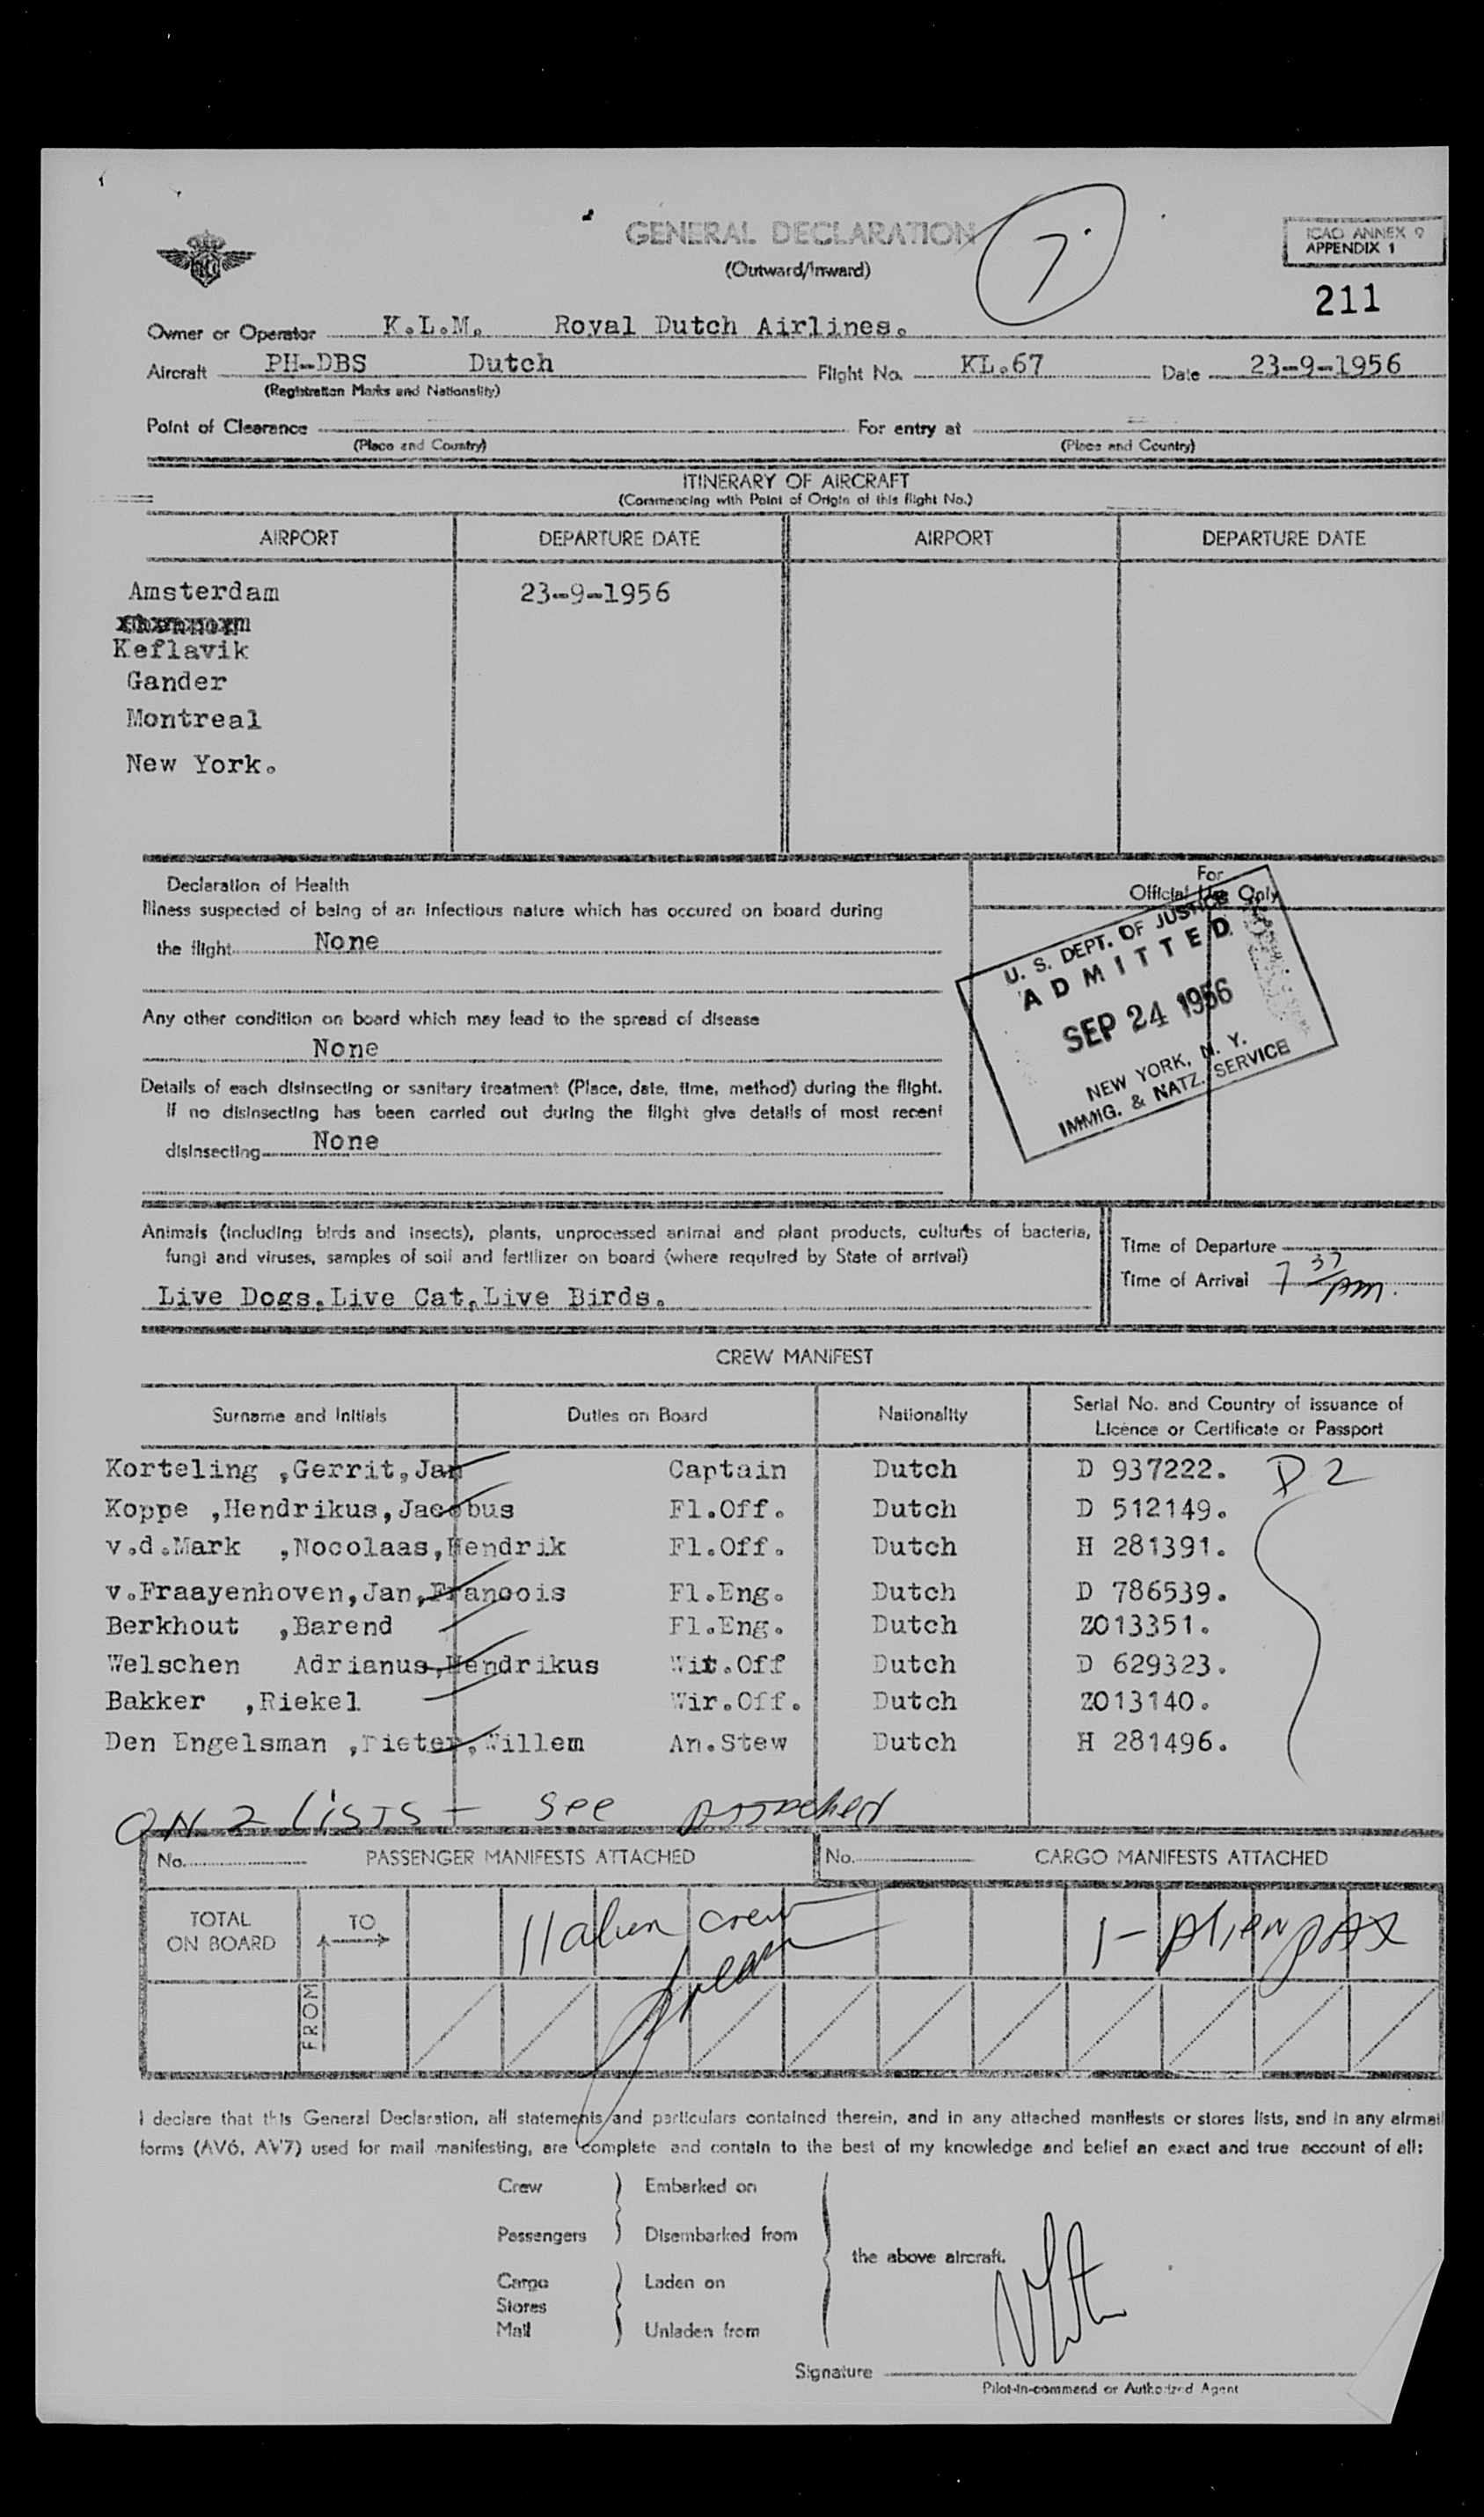 GENERAL DECLARATION
(Outward/Inward)
7.
ICAO ANNEX 9
APPENDIX 1
211
Owner or Operator K.L.M. Royal Dutch Airlines.
Aircraft PH-DBS Dutch Flight No. KL.67 Date 23-9-1956
(Registration Marks and Nationality)
Point of Clearance For entry at
(Place and Country) (Place and Country)
ITINERARY OF AIRCRAFT
(Commencing with Point of Origin of this flight No.)
AIRPORT DEPARTURE DATE AIRPORT DEPARTURE DATE
Amsterdam 23-9-1956
Keflavik
Gander
Montreal
New York.
Declaration of Health
Illness suspected of being of an infectious nature which has occured on board during
the flight None
Any other condition on board which may lead to the spread of disease
None
Details of each disinsecting or sanitary treatment (Place, date, time, method) during the flight.
If no disinsecting has been carried out during the flight give details of most recent
disinsecting None
For
Official Use Only
U. S. DEPT. OF JUSTICE
ADMITTED
SEP 24 1956
NEW YORK, N. Y.
IMMIG. & NATZ. SERVICE
Animals (including birds and insects), plants, unprocessed animal and plant products, cultures of bacteria,
fungi and viruses, samples of soil and fertilizer on board (where required by State of arrival)
Live Dogs.Live Cat.Live Birds.
Time of Departure
Time of Arrival 7 37 pm.
CREW MANIFEST
Surname and Initials Duties on Board Nationality Serial No. and Country of issuance of
Licence or Certificate or Passport
Korteling ,Gerrit,Jan Captain Dutch D 937222. D 2
Koppe ,Hendrikus,Jacobus Fl.Off. Dutch D 512149.
v.d.Mark ,Nocolaas,Hendrik Fl.Off. Dutch H 281391.
v.Fraayenhoven,Jan,Francois Fl.Eng. Dutch D 786539.
Berkhout ,Barend Fl.Eng. Dutch Z013351.
Welschen Adrianus,Hendrikus Wir.Off Dutch D 629323.
Bakker ,Riekel Wir.Off. Dutch Z013140.
Den Engelsman ,Pieter,Willem An.Stew Dutch H 281496.
ON 2 LISTS - see attached
No. PASSENGER MANIFESTS ATTACHED No. CARGO MANIFESTS ATTACHED
TOTAL
ON BOARD
TO
FROM
11 alien crew
1 - Alien pax
I declare that this General Declaration, all statements and particulars contained therein, and in any attached manifests or stores lists, and in any airmail
forms (AV6, AV7) used for mail manifesting, are complete and contain to the best of my knowledge and belief an exact and true account of all:
Crew Embarked on
Passengers Disembarked from
the above aircraft.
Cargo Laden on
Stores
Mail Unladen from
Signature
Pilot-in-command or Authorized Agent